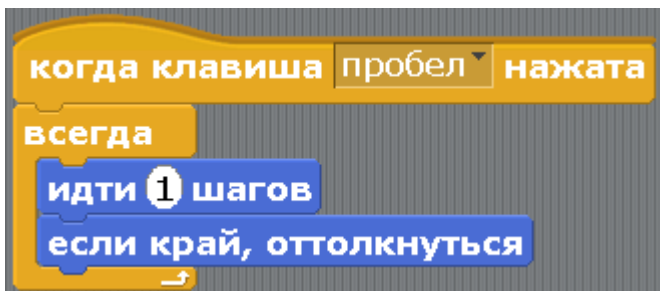 когда клавиша пробел нажата
всегда
идти 1 шагов
если край, оттолкнуться